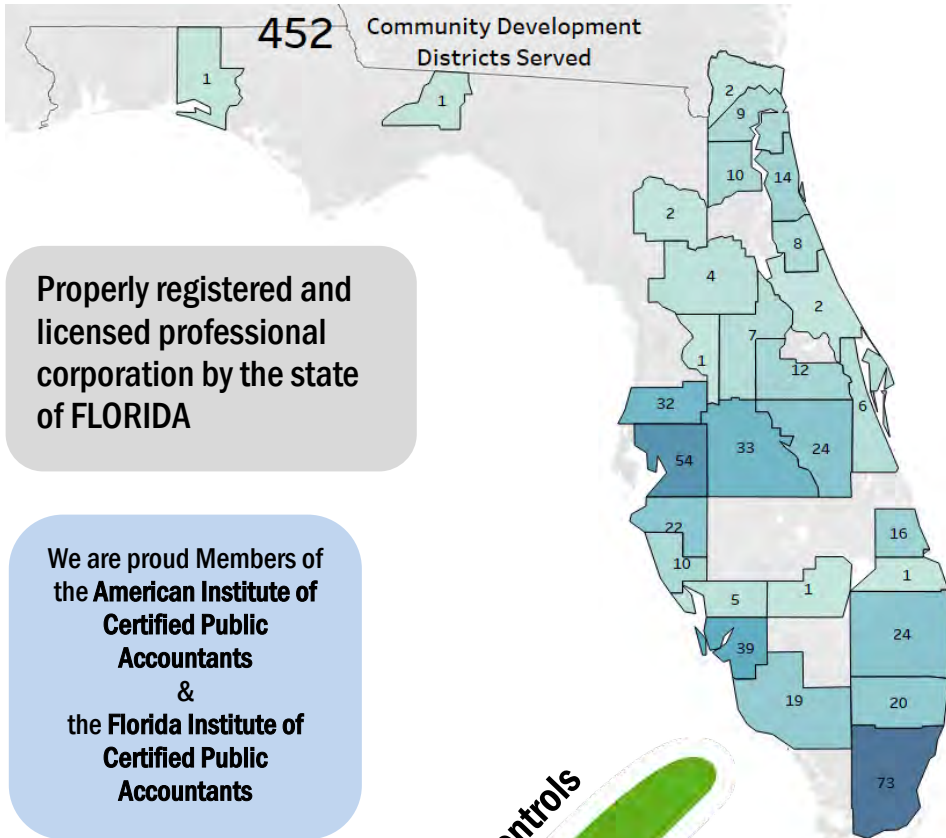 452 Community Development
Districts Served
1
1
2
9
10
14
2
8
4
2
7
1
12
32
6
33
24
54
22
16
10
1
1
5
24
39
19
20
73
Properly registered and
licensed professional
corporation by the state
of FLORIDA
We are proud Members of
the American Institute of
Certified Public
Accountants
&
the Florida Institute of
Certified Public
Accountants
ntrols